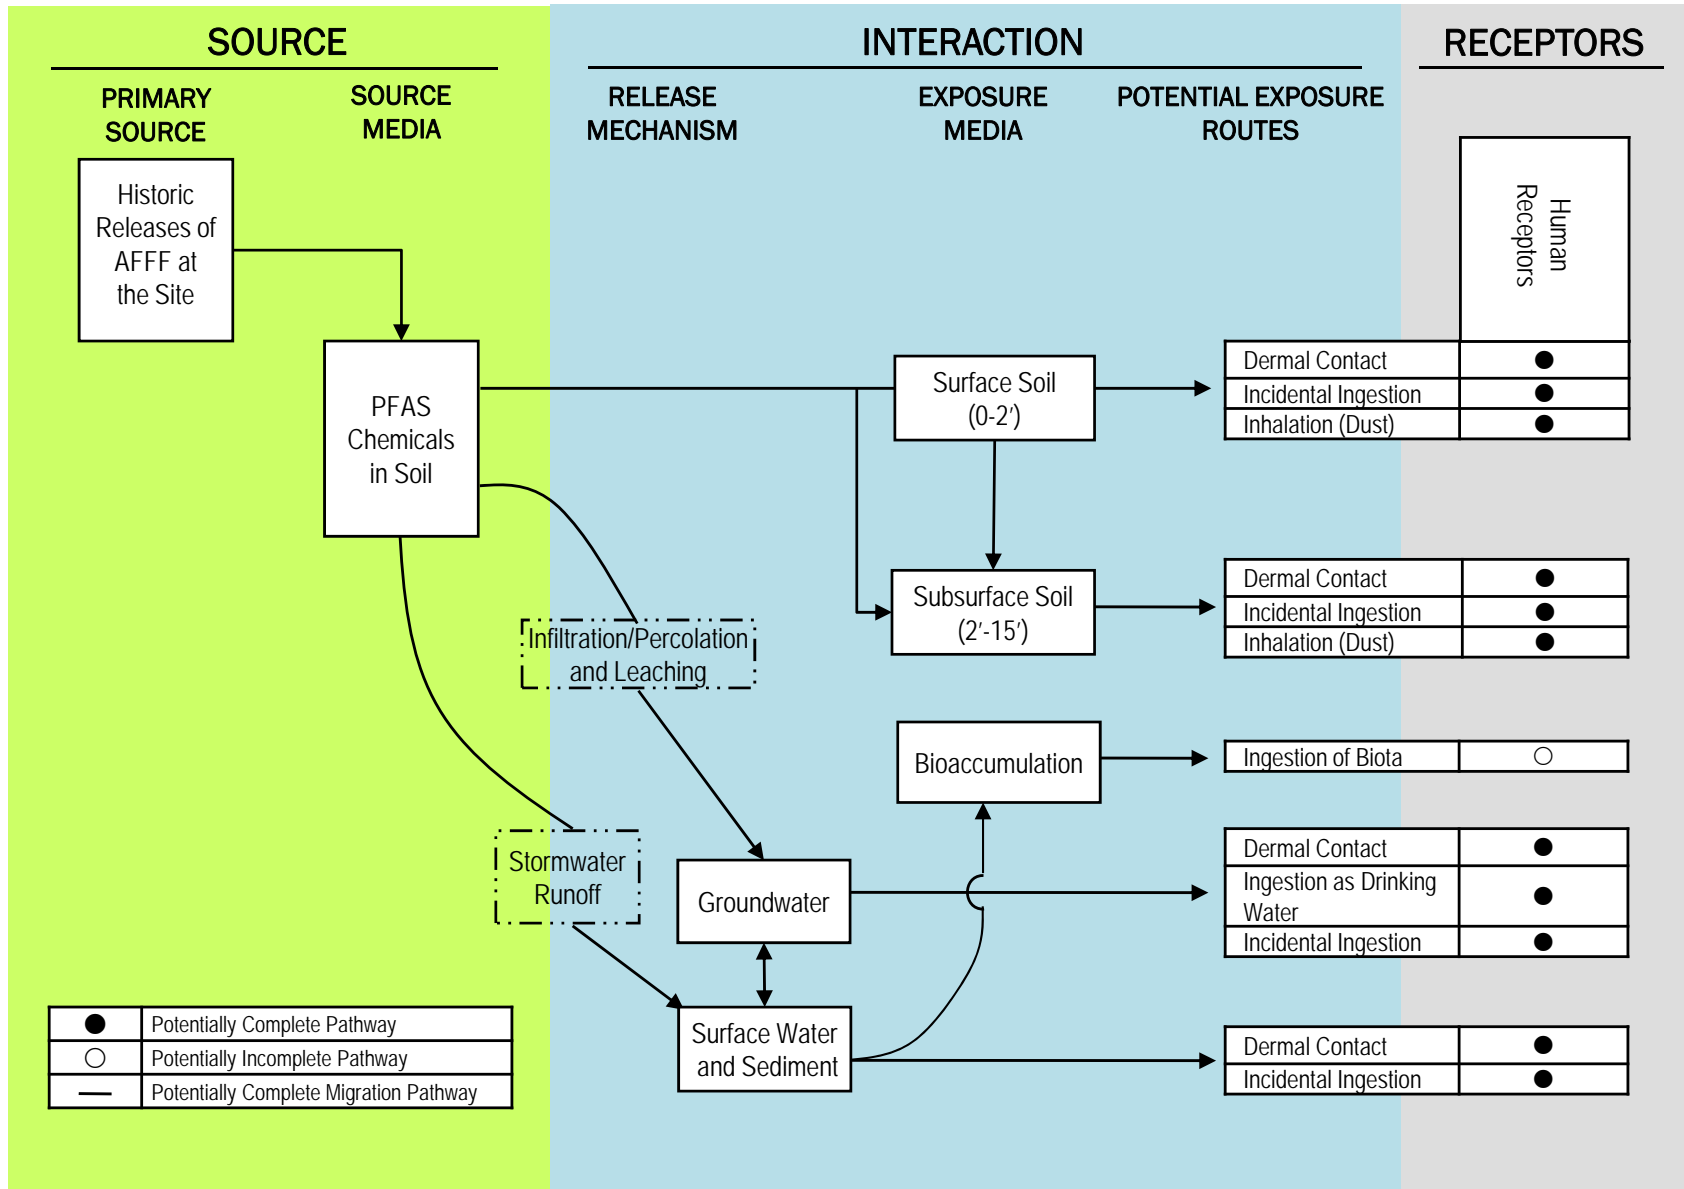 SOURCE
INTERACTION
RECEPTORS
PRIMARY
SOURCE
SOURCE
MEDIA
RELEASE
MECHANISM
EXPOSURE
MEDIA
POTENTIAL EXPOSURE
ROUTES
Historic
Releases of
AFFF at
the Site
Human
Receptors
PFAS
Chemicals
in Soil
Surface Soil
(0-2')
Dermal Contact
●
Incidental Ingestion
●
Inhalation (Dust)
●
Subsurface Soil
(2'-15')
Dermal Contact
●
Incidental Ingestion
●
Inhalation (Dust)
●
Infiltration/Percolation
and Leaching
Bioaccumulation
Ingestion of Biota
○
Stormwater
Runoff
Groundwater
Dermal Contact
●
Ingestion as Drinking
Water
●
Incidental Ingestion
●
Surface Water
and Sediment
Dermal Contact
●
Incidental Ingestion
●
● Potentially Complete Pathway
○ Potentially Incomplete Pathway
— Potentially Complete Migration Pathway